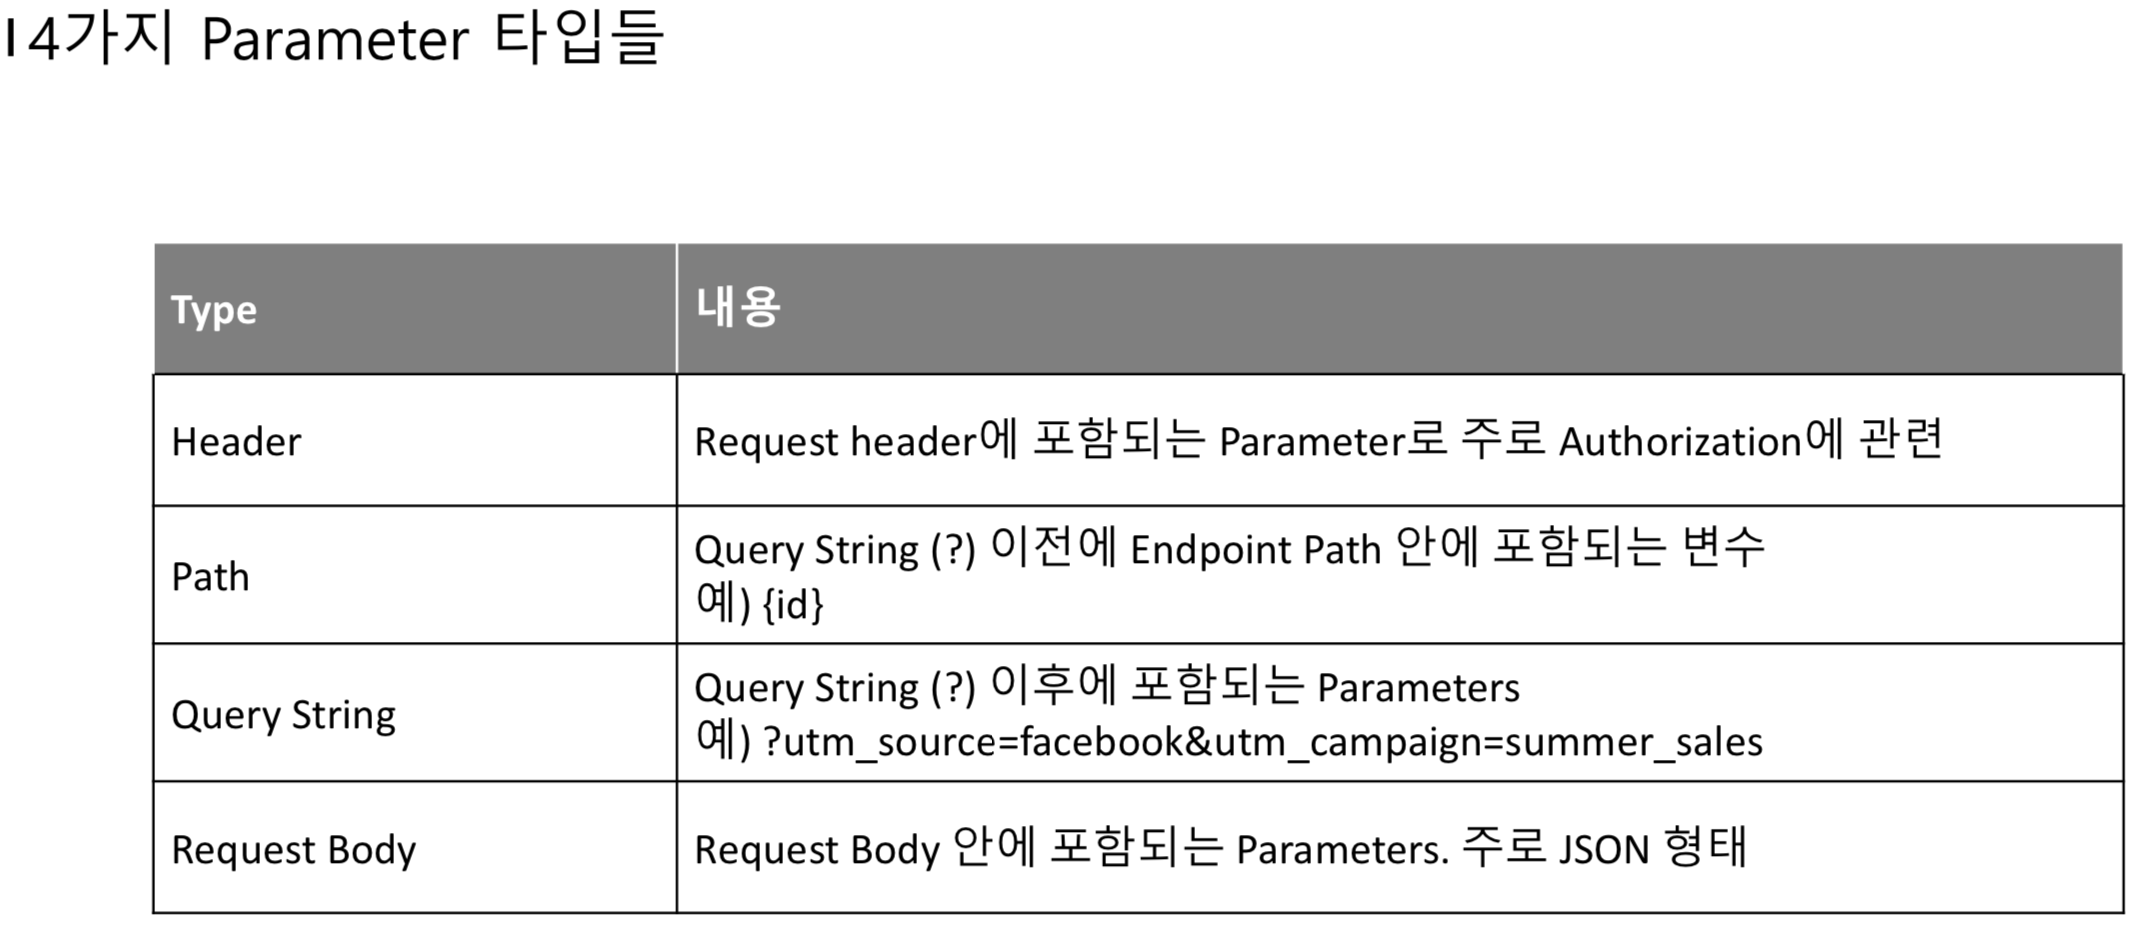 l 4가지 Parameter 타입들
Type
내용
Header
Request header에 포함되는 Parameter로 주로 Authorization에 관련
Path
Query String (?) 이전에 Endpoint Path 안에 포함되는 변수
예) {id}
Query String
Query String (?) 이후에 포함되는 Parameters
예) ?utm_source=facebook&utm_campaign=summer_sales
Request Body
Request Body 안에 포함되는 Parameters. 주로 JSON 형태